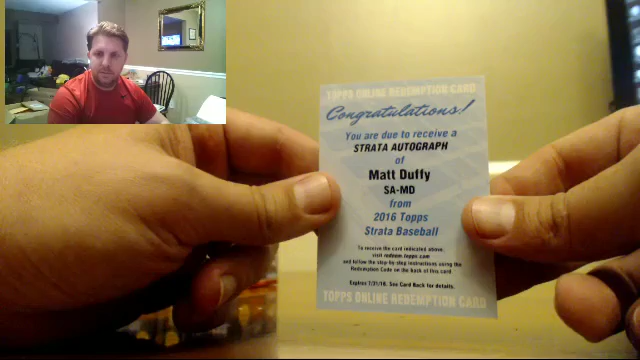 TOPPS ONLINE REDEMPTION CARD
Congratulations!
You are due to receive a
STRATA AUTOGRAPH
of
Matt Duffy
SA-MD
from
2016 Topps
Strata Baseball
To receive the card indicated above,
visit redeem.topps.com
and follow the step-by-step instructions using the
Redemption Code on the back of this card
Expires 7/31/18. See Card Back for details.
TOPPS ONLINE REDEMPTION CARD